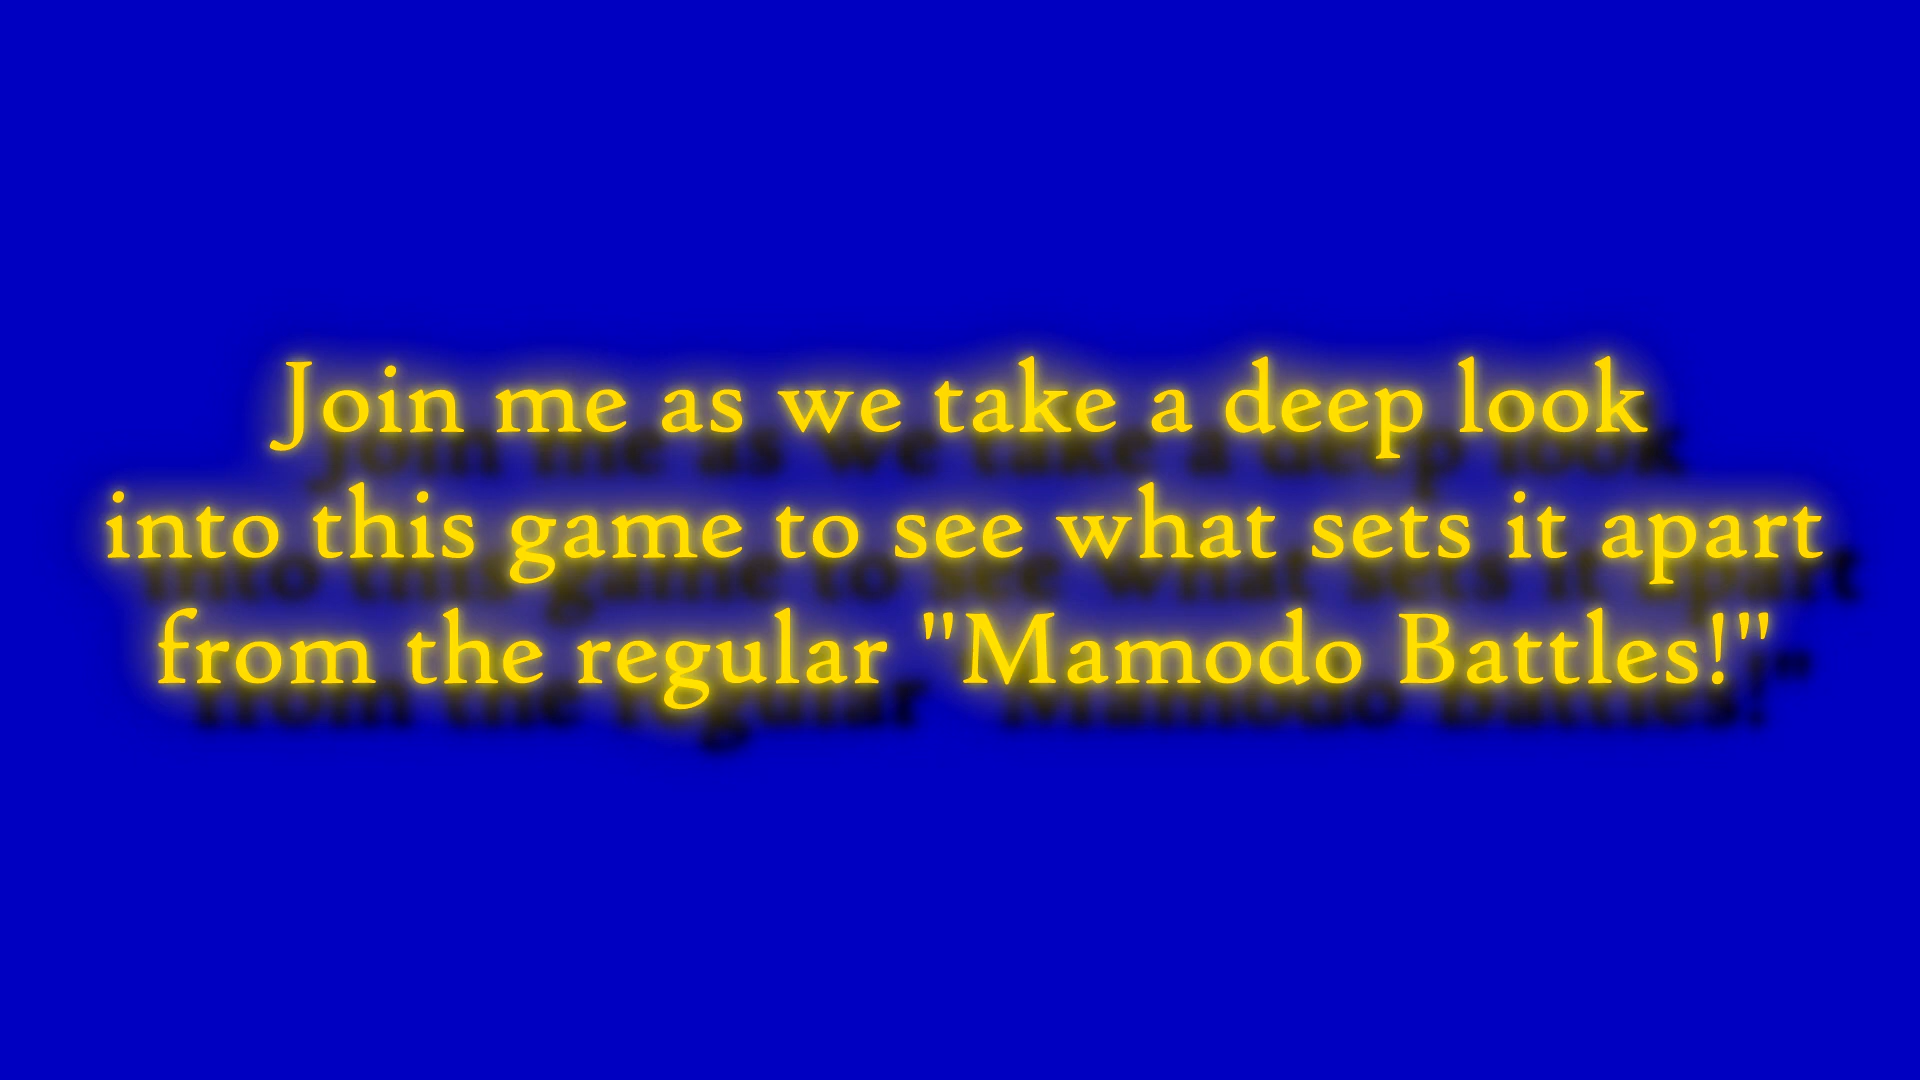 Join me as we take a deep look
into this game to see what sets it apart
from the regular "Mamodo Battles!"